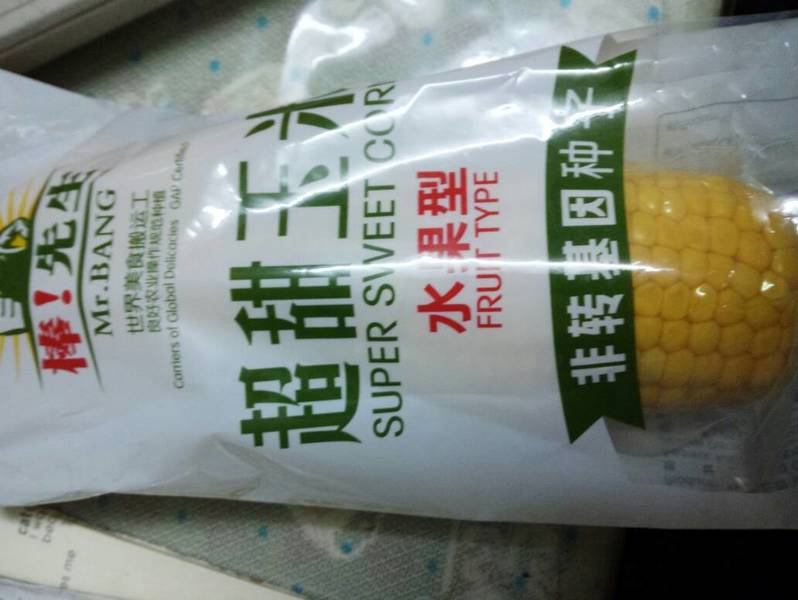 棒!先生
Mr.BANG
世界美食搬运工
良好农业操作规范种植
Carriers of Global Delicacies GAP Certified
超甜玉米
SUPER SWEET CORN
水果型
FRUIT TYPE
非转基因种子
me